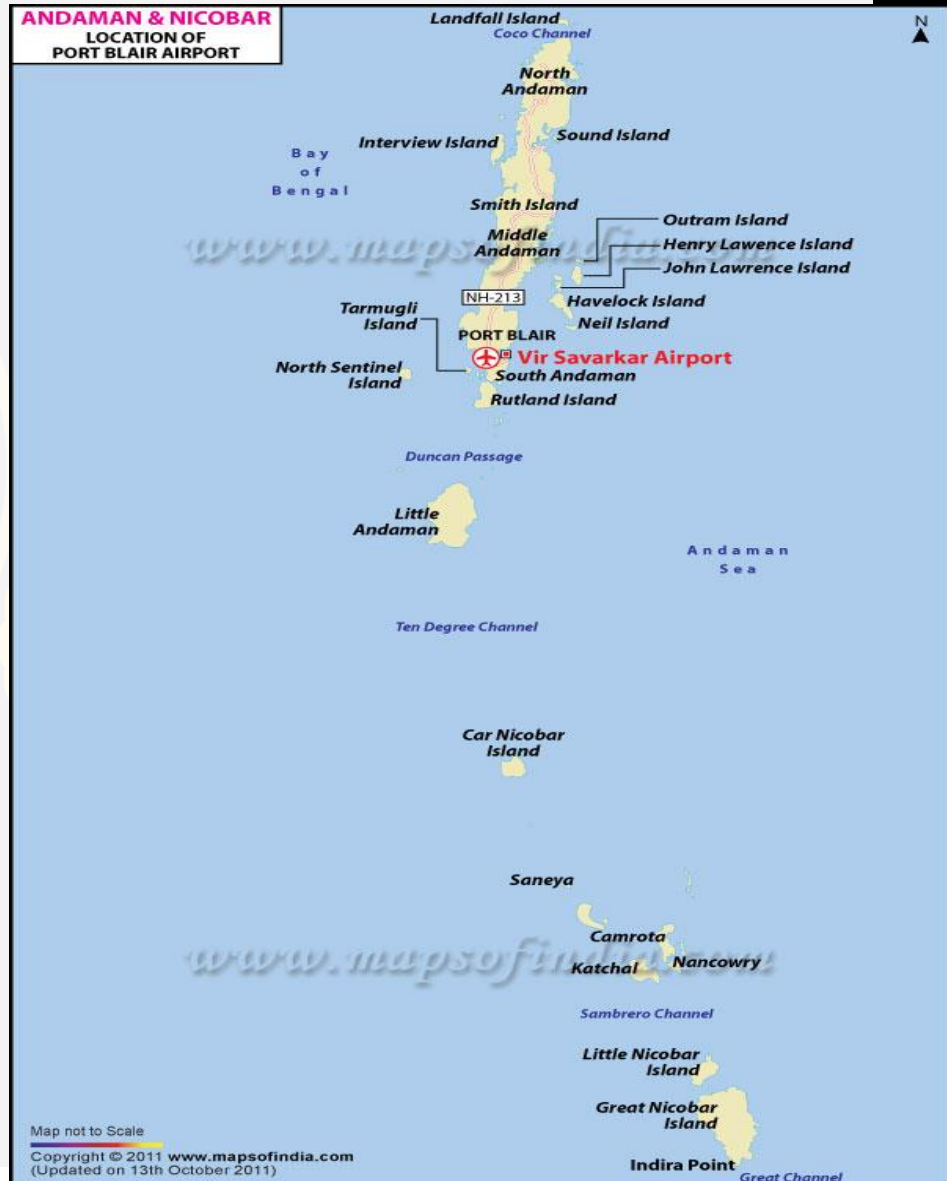 ANDAMAN & NICOBAR
LOCATION OF
PORT BLAIR AIRPORT
N
Landfall Island
Coco Channel
North
Andaman
Interview Island
Sound Island
Bay
of
Bengal
Smith Island
Middle
Andaman
Outram Island
Henry Lawence Island
John Lawrence Island
www.mapsofindia.com
NH-213
Havelock Island
Tarmugli
Island
Neil Island
PORT BLAIR
Vir Savarkar Airport
North Sentinel
Island
South Andaman
Rutland Island
Duncan Passage
Little
Andaman
Andaman
Sea
Ten Degree Channel
Car Nicobar
Island
Saneya
Camrota
www.mapsofindia.com
Katchal
Nancowry
Sambrero Channel
Little Nicobar
Island
Great Nicobar
Island
Indira Point
Great Channel
Map not to Scale
Copyright © 2011 www.mapsofindia.com
(Updated on 13th October 2011)